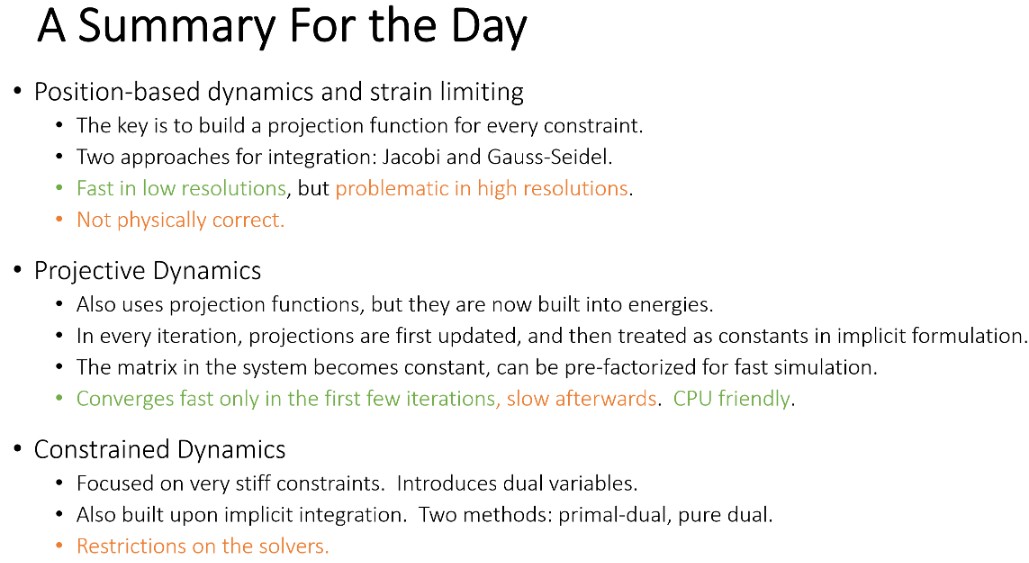 A Summary For the Day
• Position-based dynamics and strain limiting
• The key is to build a projection function for every constraint.
• Two approaches for integration: Jacobi and Gauss-Seidel.
• Fast in low resolutions, but problematic in high resolutions.
• Not physically correct.
• Projective Dynamics
• Also uses projection functions, but they are now built into energies.
• In every iteration, projections are first updated, and then treated as constants in implicit formulation.
• The matrix in the system becomes constant, can be pre-factorized for fast simulation.
• Converges fast only in the first few iterations, slow afterwards. CPU friendly.
• Constrained Dynamics
• Focused on very stiff constraints. Introduces dual variables.
• Also built upon implicit integration. Two methods: primal-dual, pure dual.
• Restrictions on the solvers.